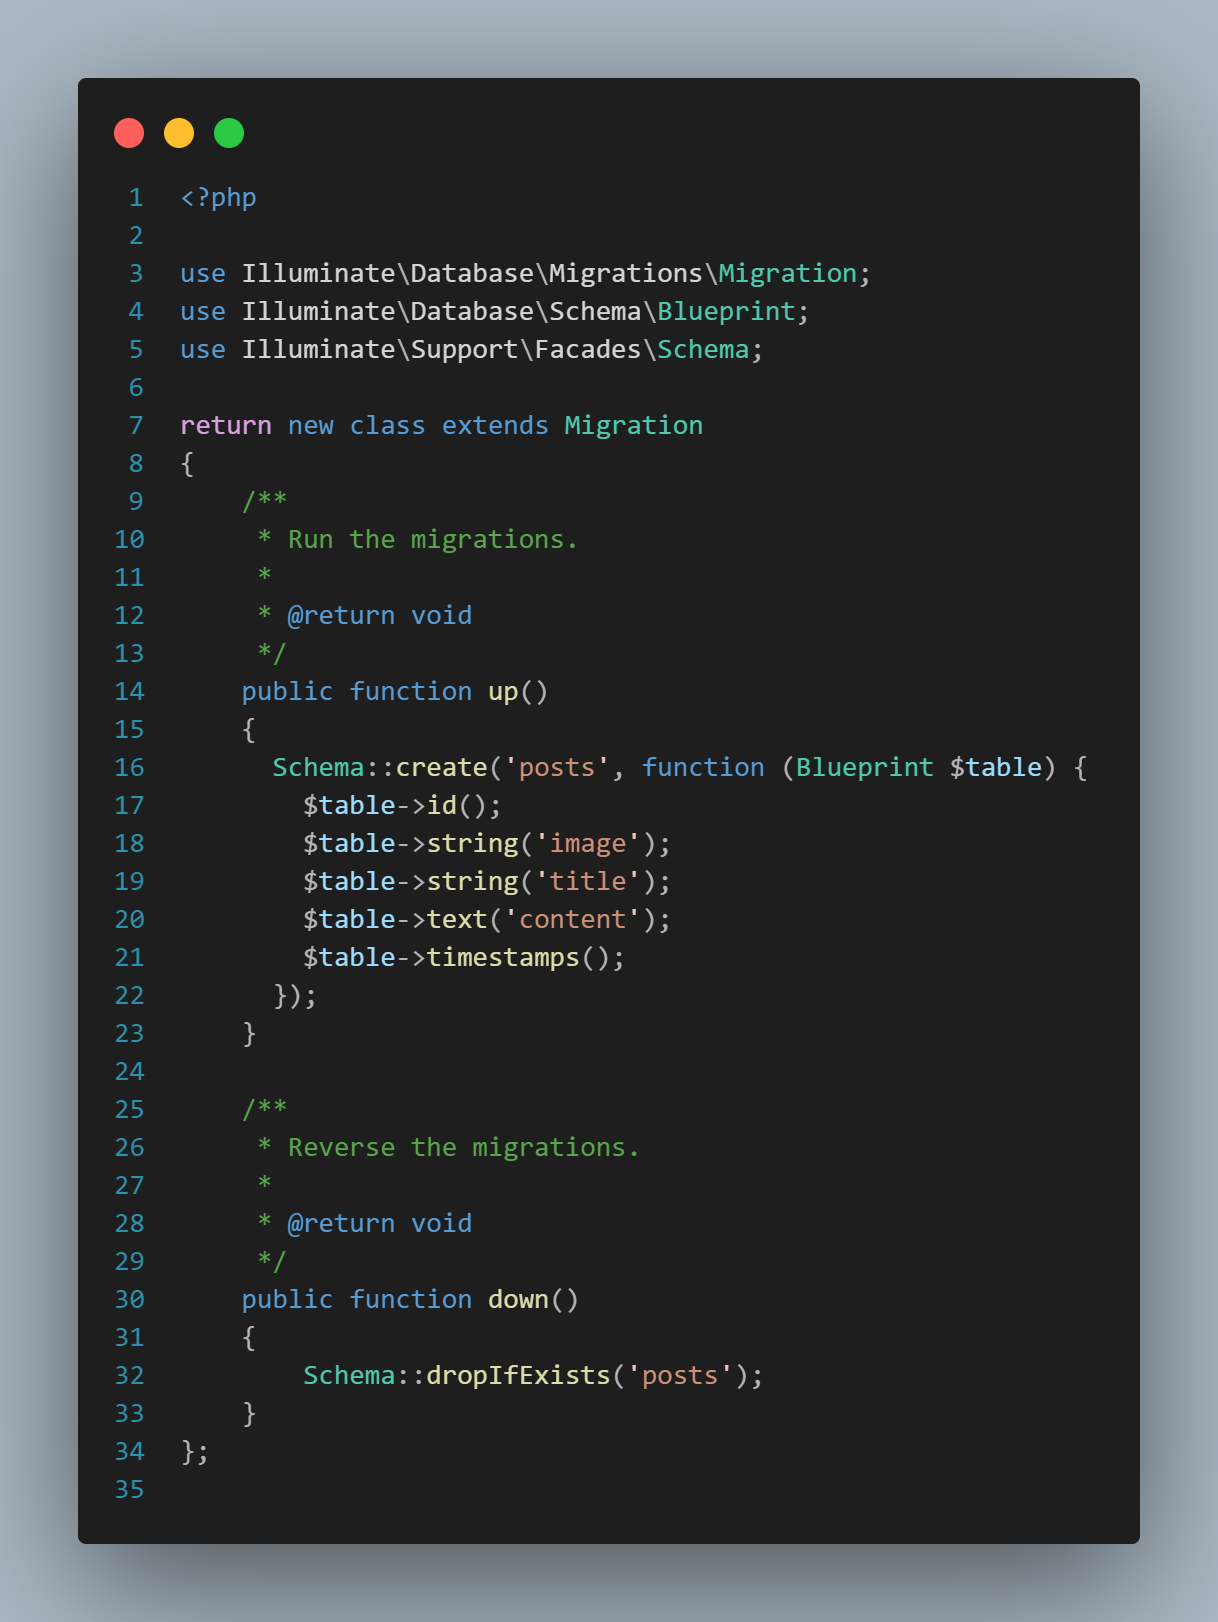 1 <?php
2
3 use Illuminate\Database\Migrations\Migration;
4 use Illuminate\Database\Schema\Blueprint;
5 use Illuminate\Support\Facades\Schema;
6
7 return new class extends Migration
8 {
9     /**
10      * Run the migrations.
11      *
12      * @return void
13      */
14     public function up()
15     {
16       Schema::create('posts', function (Blueprint $table) {
17         $table->id();
18         $table->string('image');
19         $table->string('title');
20         $table->text('content');
21         $table->timestamps();
22       });
23     }
24
25     /**
26      * Reverse the migrations.
27      *
28      * @return void
29      */
30     public function down()
31     {
32         Schema::dropIfExists('posts');
33     }
34 };
35